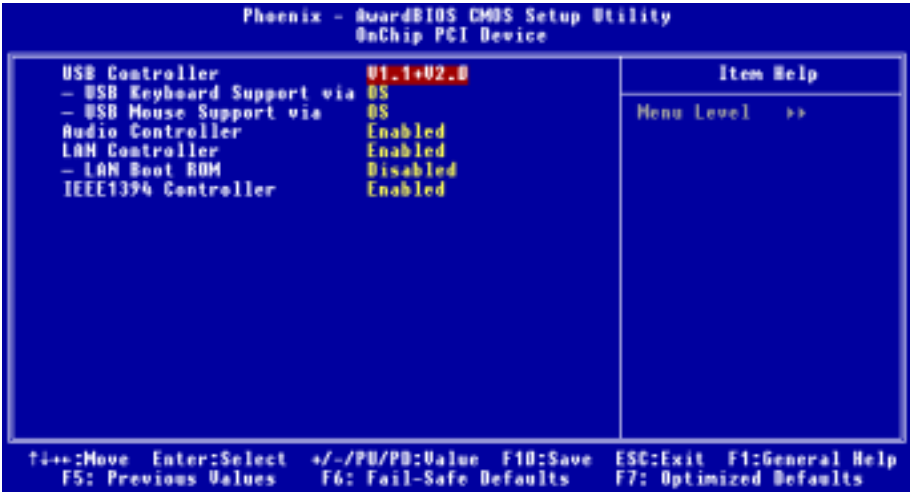 Phoenix - AwardBIOS CMOS Setup Utility
OnChip PCI Device
USB Controller V1.1+V2.0
- USB Keyboard Support via OS
- USB Mouse Support via OS
Audio Controller Enabled
LAN Controller Enabled
- LAN Boot ROM Disabled
IEEE1394 Controller Enabled
Item Help
Menu Level ▸▸
↑↓→←:Move Enter:Select +/-/PU/PD:Value F10:Save ESC:Exit F1:General Help
F5: Previous Values F6: Fail-Safe Defaults F7: Optimized Defaults